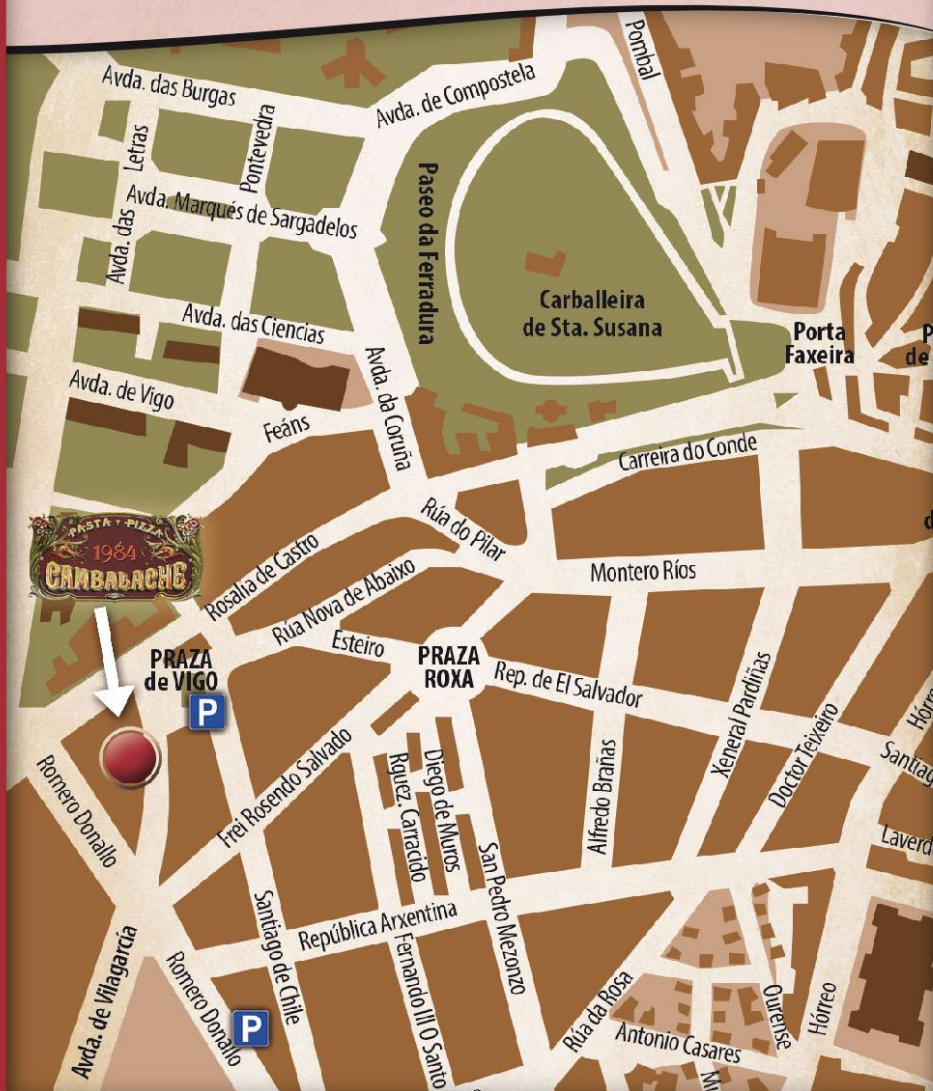 Pombal
Avda. das Burgas
Avda. de Compostela
Letras
Pontevedra
Avda. das
Avda. Marqués de Sargadelos
Paseo da Ferradura
Carballeira
de Sta. Susana
Avda. das Ciencias
Porta
Faxeira
P
de
Avda. de Vigo
Avda. da Coruña
Feáns
Carreira do Conde
d
PASTA Y PIZZA
1984
CAMBALACHE
Rúa do Pilar
Rosalía de Castro
Rúa Nova de Abaixo
Montero Ríos
Esteiro
PRAZA
de VIGO
P
PRAZA
ROXA
Rep. de El Salvador
Xeneral Pardiñas
Doctor Teixeiro
Hórre
Santiag
Romero Donallo
Frei Rosendo Salvado
Rguez. Carracido
Diego de Muros
Alfredo Brañas
San Pedro Mezonzo
Laverd
República Arxentina
Santiago de Chile
Fernando III O Santo
Avda. de Vilagarcía
Romero Donallo
P
Rúa da Rosa
Antonio Casares
Ourense
Hórreo